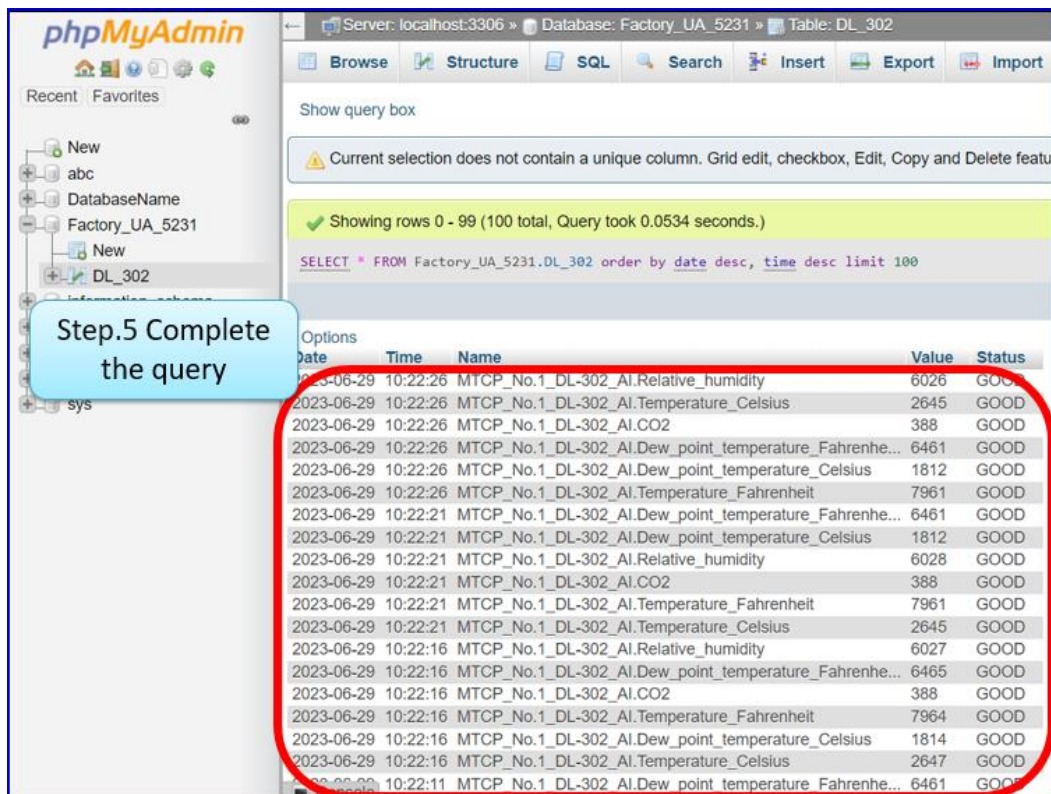 phpMyAdmin
Recent Favorites
New
abc
DatabaseName
Factory_UA_5231
New
DL_302
Step.5 Complete
the query
sys
Server: localhost:3306 » Database: Factory_UA_5231 » Table: DL_302
Browse Structure SQL Search Insert Export Import
Show query box
Current selection does not contain a unique column. Grid edit, checkbox, Edit, Copy and Delete featu
Showing rows 0 - 99 (100 total, Query took 0.0534 seconds.)
SELECT * FROM Factory_UA_5231.DL_302 order by date desc, time desc limit 100
Options
Date Time Name Value Status
2023-06-29 10:22:26 MTCP_No.1_DL-302_AI.Relative_humidity 6026 GOOD
2023-06-29 10:22:26 MTCP_No.1_DL-302_AI.Temperature_Celsius 2645 GOOD
2023-06-29 10:22:26 MTCP_No.1_DL-302_AI.CO2 388 GOOD
2023-06-29 10:22:26 MTCP_No.1_DL-302_AI.Dew_point_temperature_Fahrenhe... 6461 GOOD
2023-06-29 10:22:26 MTCP_No.1_DL-302_AI.Dew_point_temperature_Celsius 1812 GOOD
2023-06-29 10:22:26 MTCP_No.1_DL-302_AI.Temperature_Fahrenheit 7961 GOOD
2023-06-29 10:22:21 MTCP_No.1_DL-302_AI.Dew_point_temperature_Fahrenhe... 6461 GOOD
2023-06-29 10:22:21 MTCP_No.1_DL-302_AI.Dew_point_temperature_Celsius 1812 GOOD
2023-06-29 10:22:21 MTCP_No.1_DL-302_AI.Relative_humidity 6028 GOOD
2023-06-29 10:22:21 MTCP_No.1_DL-302_AI.CO2 388 GOOD
2023-06-29 10:22:21 MTCP_No.1_DL-302_AI.Temperature_Fahrenheit 7961 GOOD
2023-06-29 10:22:21 MTCP_No.1_DL-302_AI.Temperature_Celsius 2645 GOOD
2023-06-29 10:22:16 MTCP_No.1_DL-302_AI.Relative_humidity 6027 GOOD
2023-06-29 10:22:16 MTCP_No.1_DL-302_AI.Dew_point_temperature_Fahrenhe... 6465 GOOD
2023-06-29 10:22:16 MTCP_No.1_DL-302_AI.CO2 388 GOOD
2023-06-29 10:22:16 MTCP_No.1_DL-302_AI.Temperature_Fahrenheit 7964 GOOD
2023-06-29 10:22:16 MTCP_No.1_DL-302_AI.Dew_point_temperature_Celsius 1814 GOOD
2023-06-29 10:22:16 MTCP_No.1_DL-302_AI.Temperature_Celsius 2647 GOOD
10:22:11 MTCP_No.1_DL-302_AI.Dew_point_temperature_Fahrenhe... 6461 GOOD